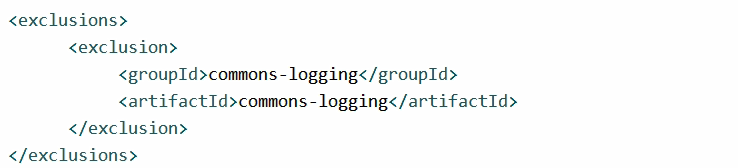 <exclusions>
<exclusion>
<groupId>commons-logging</groupId>
<artifactId>commons-logging</artifactId>
</exclusion>
</exclusions>